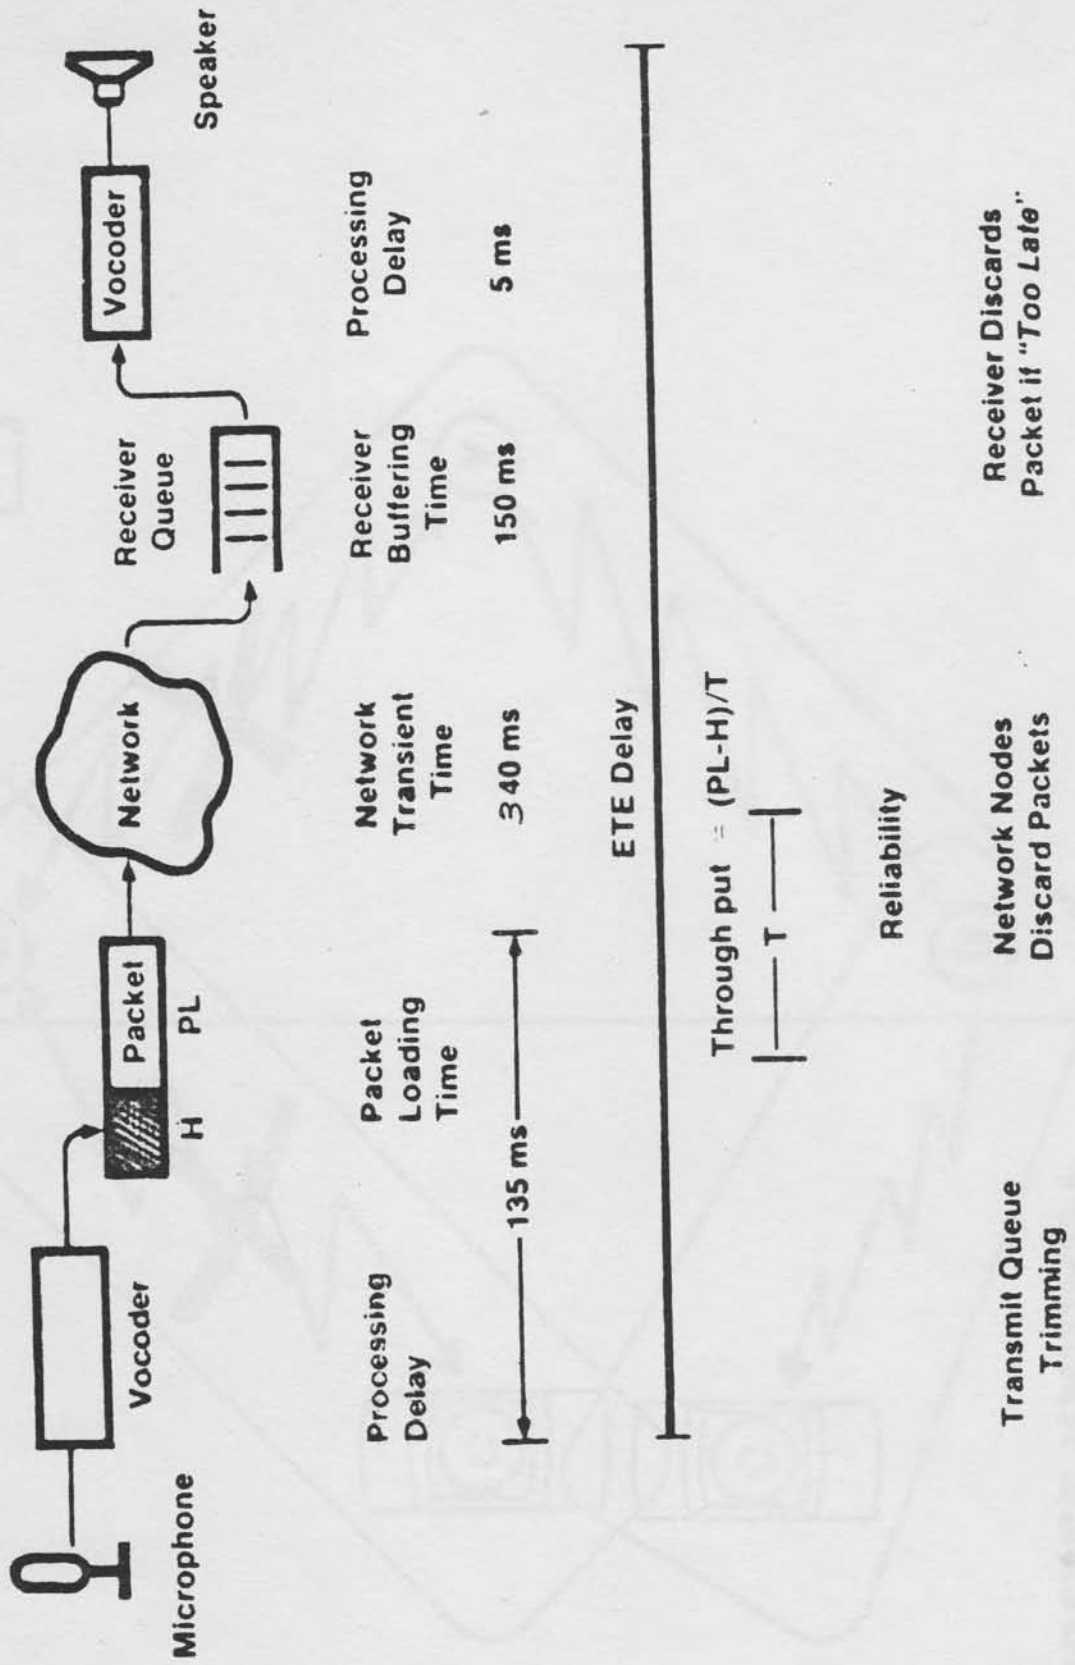 Microphone
Vocoder
H
PL
Packet
Network
Receiver
Queue
Vocoder
Speaker
Processing
Delay
Packet
Loading
Time
Network
Transient
Time
Receiver
Buffering
Time
Processing
Delay
135 ms
340 ms
150 ms
5 ms
ETE Delay
Through put = (PL-H)/T
T
Reliability
Transmit Queue
Trimming
Network Nodes
Discard Packets
Receiver Discards
Packet if "Too Late"